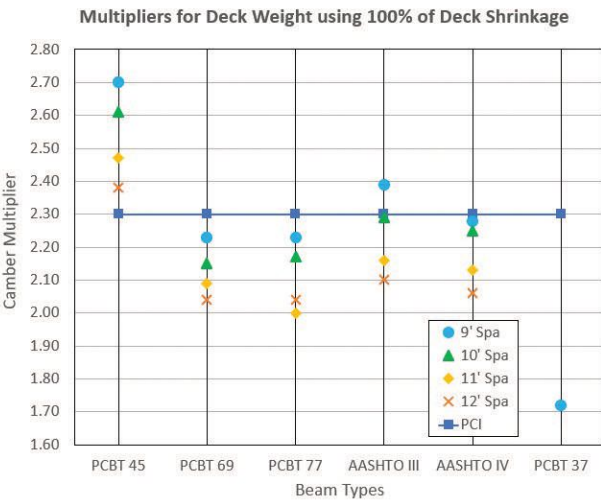 Multipliers for Deck Weight using 100% of Deck Shrinkage
2.80
2.70
2.60
2.50
2.40
2.30
2.20
2.10
2.00
1.90
1.80
1.70
1.60
Camber Multiplier
9' Spa
10' Spa
11' Spa
12' Spa
PCI
PCBT 45 PCBT 69 PCBT 77 AASHTO III AASHTO IV PCBT 37
Beam Types